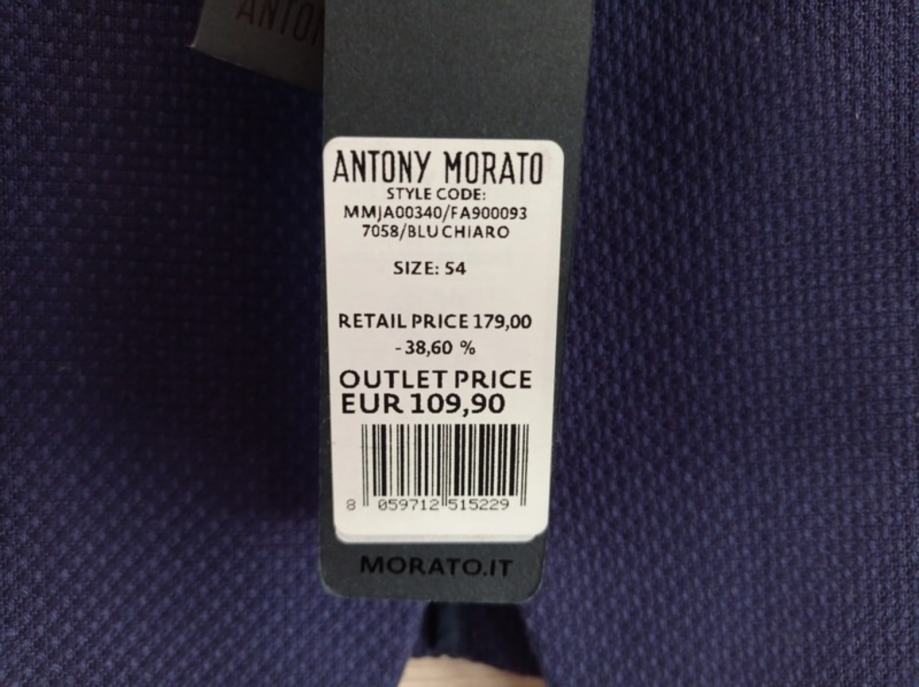 ANTON
ANTONY MORATO
STYLE CODE:
MMJA00340/FA900093
7058/BLU CHIARO
SIZE: 54
RETAIL PRICE 179,00
-38,60 %
OUTLET PRICE
EUR 109,90
8 059712 515229
MORATO.IT